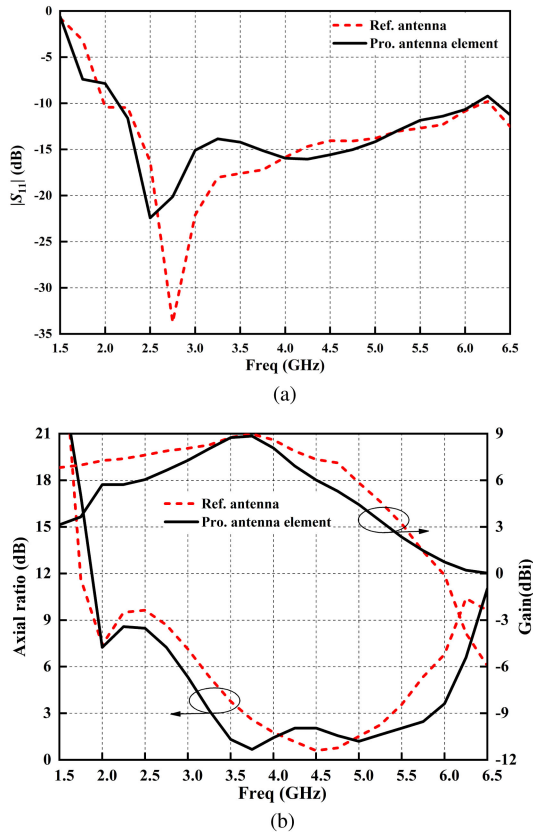 0
-5
-10
-15
-20
-25
-30
-35
|S11| (dB)
Ref. antenna
Pro. antenna element
1.5 2.0 2.5 3.0 3.5 4.0 4.5 5.0 5.5 6.0 6.5
Freq (GHz)
(a)
21
18
15
12
9
6
3
0
Axial ratio (dB)
Ref. antenna
Pro. antenna element
9
6
3
0
-3
-6
-9
-12
Gain(dBi)
1.5 2.0 2.5 3.0 3.5 4.0 4.5 5.0 5.5 6.0 6.5
Freq (GHz)
(b)